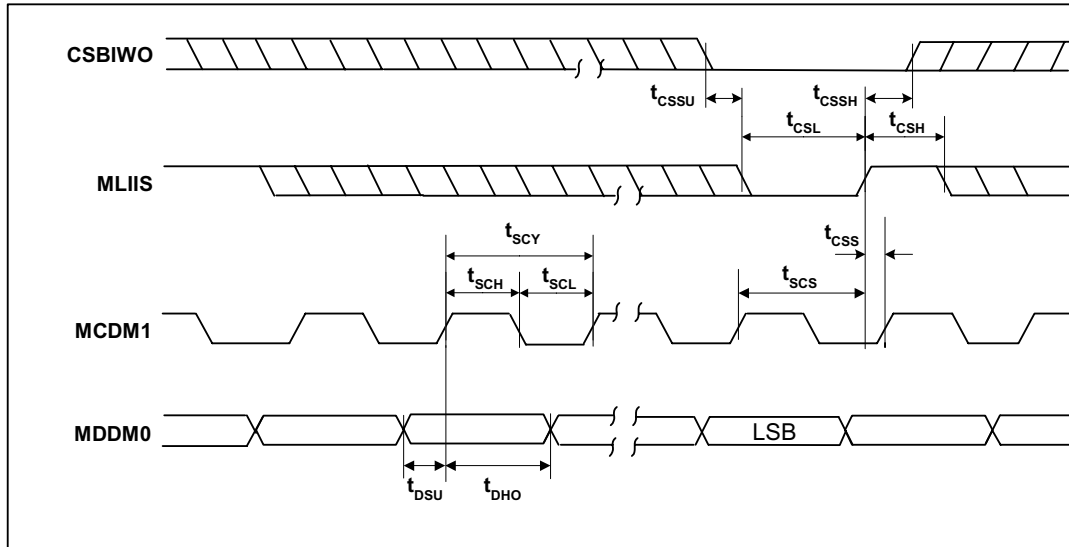 CSBIWO
tCSSU
tCSSH
tCSL
tCSH
MLIIS
tSCY
tCSS
tSCH
tSCL
tSCS
MCDM1
MDDM0
LSB
tDSU
tDHO